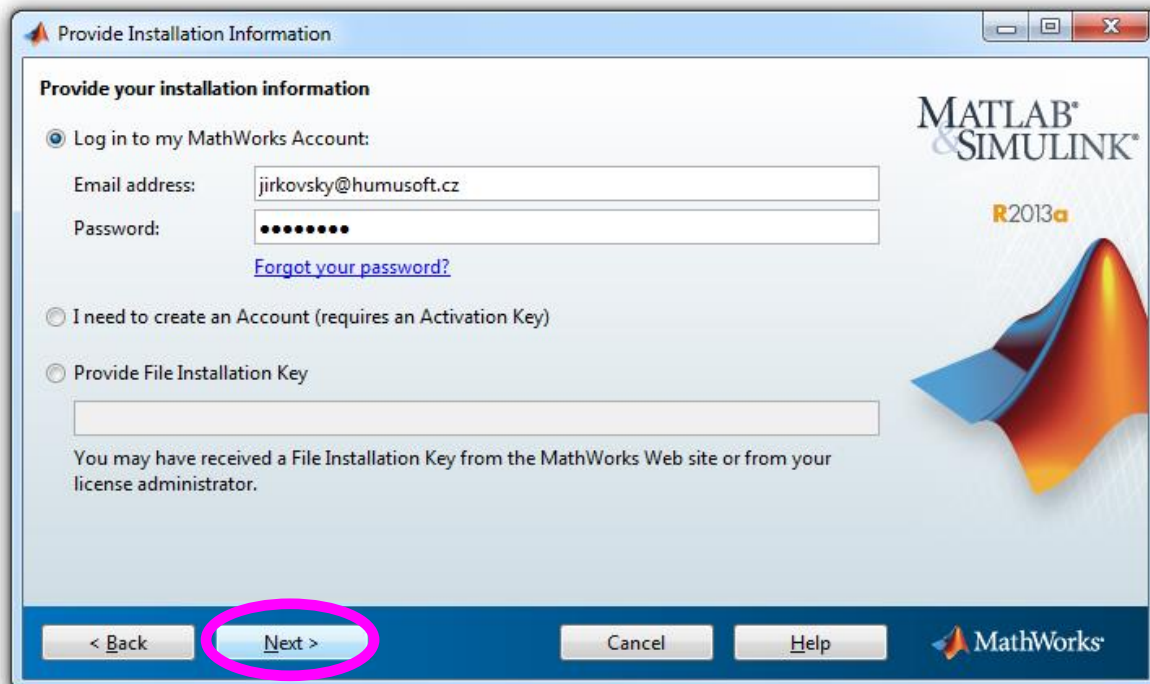 Provide Installation Information
Provide your installation information
Log in to my MathWorks Account:
Email address: jirkovsky@humusoft.cz
Password: ••••••••
Forgot your password?
I need to create an Account (requires an Activation Key)
Provide File Installation Key
You may have received a File Installation Key from the MathWorks Web site or from your
license administrator.
MATLAB®
&SIMULINK®
R2013a
< Back Next > Cancel Help MathWorks®